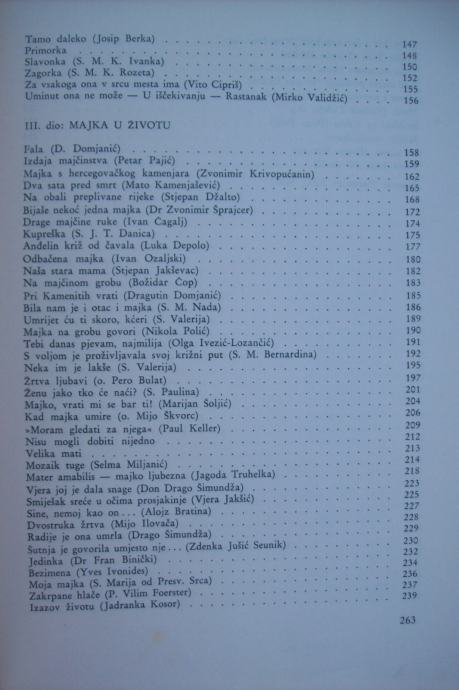 Tamo daleko (Josip Berka) . . . . . . . . . . 147
Primorka . . . . . . . . . . 148
Slavonka (S. M. K. Ivanka) . . . . . . . . . . 150
Zagorka (S. M. K. Rozeta) . . . . . . . . . . 152
Za vsakoga ona v srcu mesta ima (Vito Cipriš) . . . . . . . . . . 155
Uminut ona ne može — U iščekivanju — Rastanak (Mirko Validžić) . . . . 156
III. dio: MAJKA U ŽIVOTU
Fala (D. Domjanić) . . . . . . . . . . 158
Izdaja majčinstva (Petar Pajić) . . . . . . . . . . 159
Majka s hercegovačkog kamenjara (Zvonimir Krivopućanin) . . . . . . 162
Dva sata pred smrt (Mato Kamenjašević) . . . . . . . . . . 165
Na obali preplivane rijeke (Stjepan Džalto) . . . . . . . . . . 168
Bijaše nekoć jedna majka (Dr Zvonimir Sprajcer) . . . . . . . . . . 172
Drage majčine ruke (Ivan Čagalj) . . . . . . . . . . 174
Kupreška (S. J. T. Danica) . . . . . . . . . . 175
Anđelin križ od čavala (Luka Depolo) . . . . . . . . . . 177
Odbačena majka (Ivan Ozaljski) . . . . . . . . . . 180
Naša stara mama (Stjepan Jakševac) . . . . . . . . . . 182
Na majčinom grobu (Božidar Ćop) . . . . . . . . . . 183
Pri Kamenitih vrati (Dragutin Domjanić) . . . . . . . . . . 185
Bila nam je i otac i majka (S. M. Nada) . . . . . . . . . . 186
Umrijet ću ti skoro, kćeri (S. Valerija) . . . . . . . . . . 189
Majka na grobu govori (Nikola Polić) . . . . . . . . . . 190
Tebi danas pjevam, najmilija (Olga Ivezić-Lozančić) . . . . . . . . 191
S voljom je proživljavala svoj križni put (S. M. Bernardina) . . . . . . 192
Neka im je lakše (S. Valerija) . . . . . . . . . . 195
Žrtva ljubavi (o. Pero Bulat) . . . . . . . . . . 197
Ženu jako tko će naći? (S. Paulina) . . . . . . . . . . 201
Majko, vrati mi se bar ti! (Marijan Šoljić) . . . . . . . . . . 204
Kad majka umire (o. Mijo Škvorc) . . . . . . . . . . 206
»Moram gledati za njega« (Paul Keller) . . . . . . . . . . 209
Nisu mogli dobiti nijedno . . . . . . . . . . 212
Velika mati . . . . . . . . . . 213
Mozaik tuge (Selma Miljanić) . . . . . . . . . . 214
Mater amabilis — majko ljubezna (Jagoda Truhelka) . . . . . . . . 218
Vjera joj je dala snage (Don Drago Šimundža) . . . . . . . . . . 223
Smiješak sreće u očima prosjakinje (Vjera Jakšić) . . . . . . . . 225
Sine, nemoj kao on... (Alojz Bratina) . . . . . . . . . . 227
Dvostruka žrtva (Mijo Ilovača) . . . . . . . . . . 228
Radije je ona umrla (Drago Šimundža) . . . . . . . . . . 229
Šutnja je govorila umjesto nje... (Zdenka Jušić Seunik) . . . . . . 230
Jedinka (Dr Fran Binički) . . . . . . . . . . 232
Bezimena (Yves Ivonides) . . . . . . . . . . 234
Moja majka (S. Marija od Presv. Srca) . . . . . . . . . . 236
Zakrpane hlače (P. Vilim Foerster) . . . . . . . . . . 237
Izazov životu (Jadranka Kosor) . . . . . . . . . . 239
263